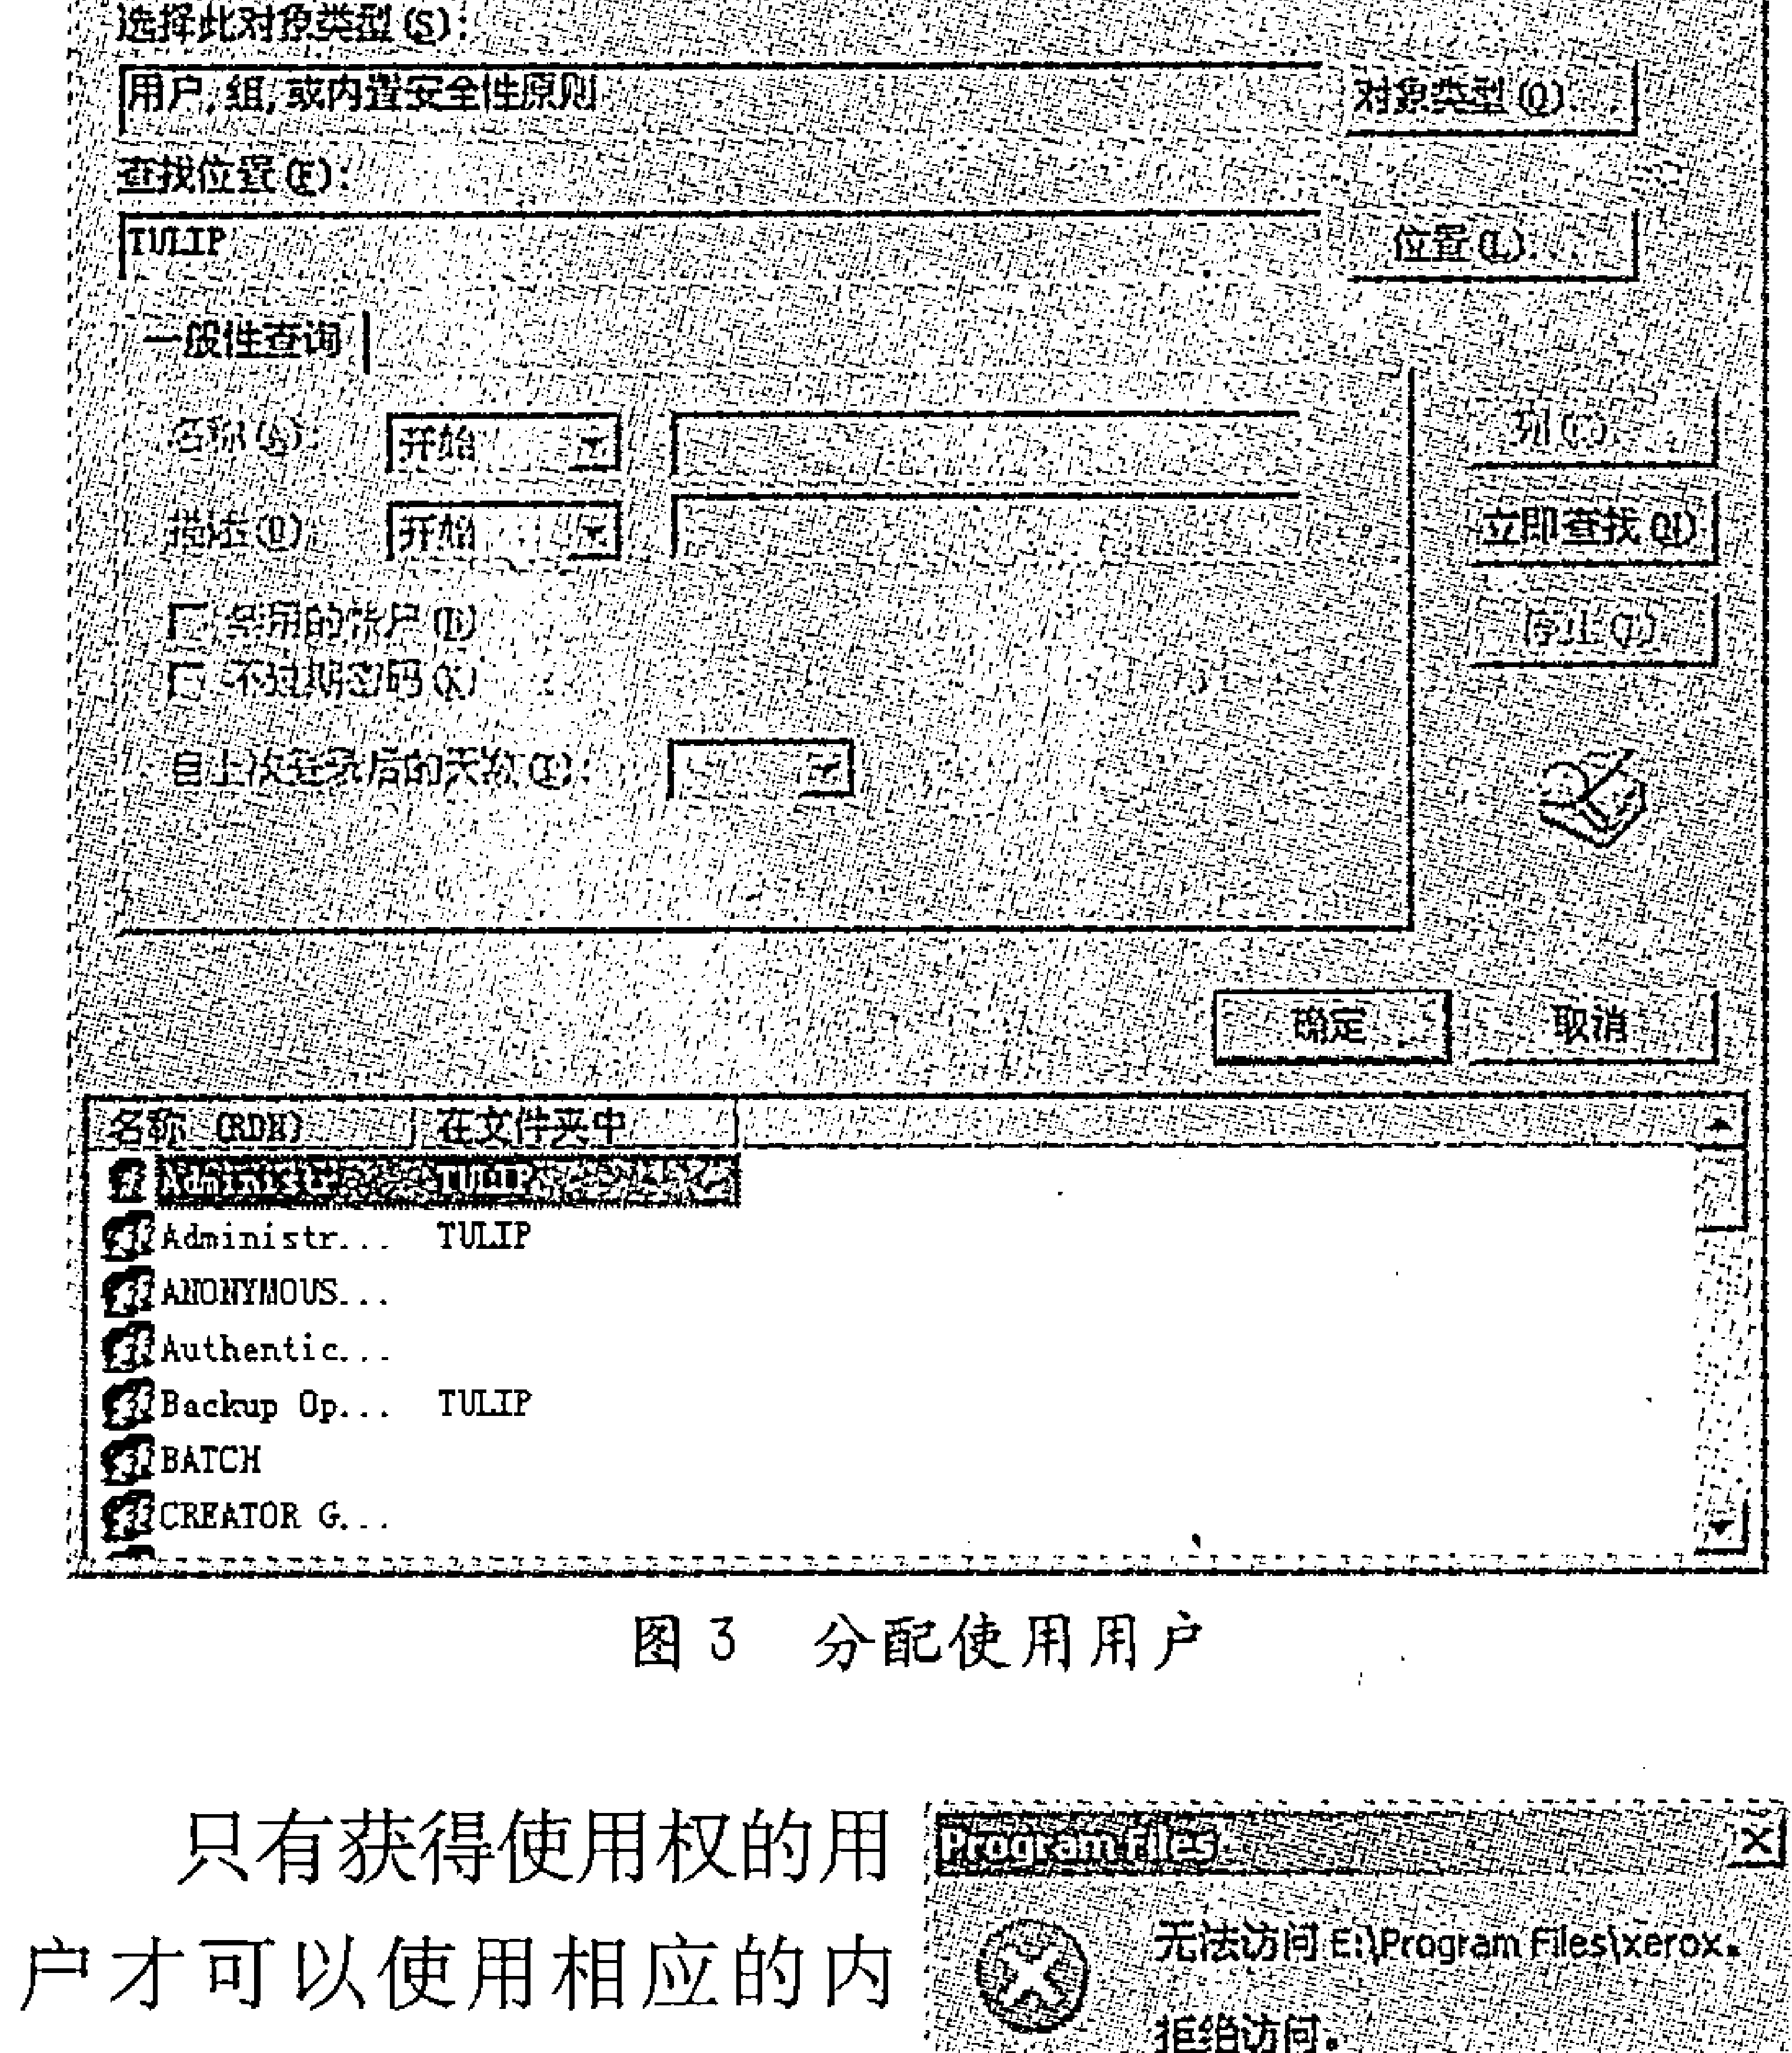 选择此对象类型(S):
用户,组,或内置安全性原则
对象类型(O)...
查找位置(F):
TULIP
位置(L)...
一般性查询
名称(A):
开始
列(C)...
描述(D):
开始
立即查找(N)
禁用的帐户(B)
停止(T)
不过期密码(X)
自上次登录后的天数(I):
确定
取消
名称 (RDN) 在文件夹中
Administr... TULIP
Administr... TULIP
ANONYMOUS...
Authentic...
Backup Op... TULIP
BATCH
CREATOR G...
图3 分配使用用户
只有获得使用权的用
户才可以使用相应的内
Program Files
无法访问 E:\Program Files\xerox。
拒绝访问。